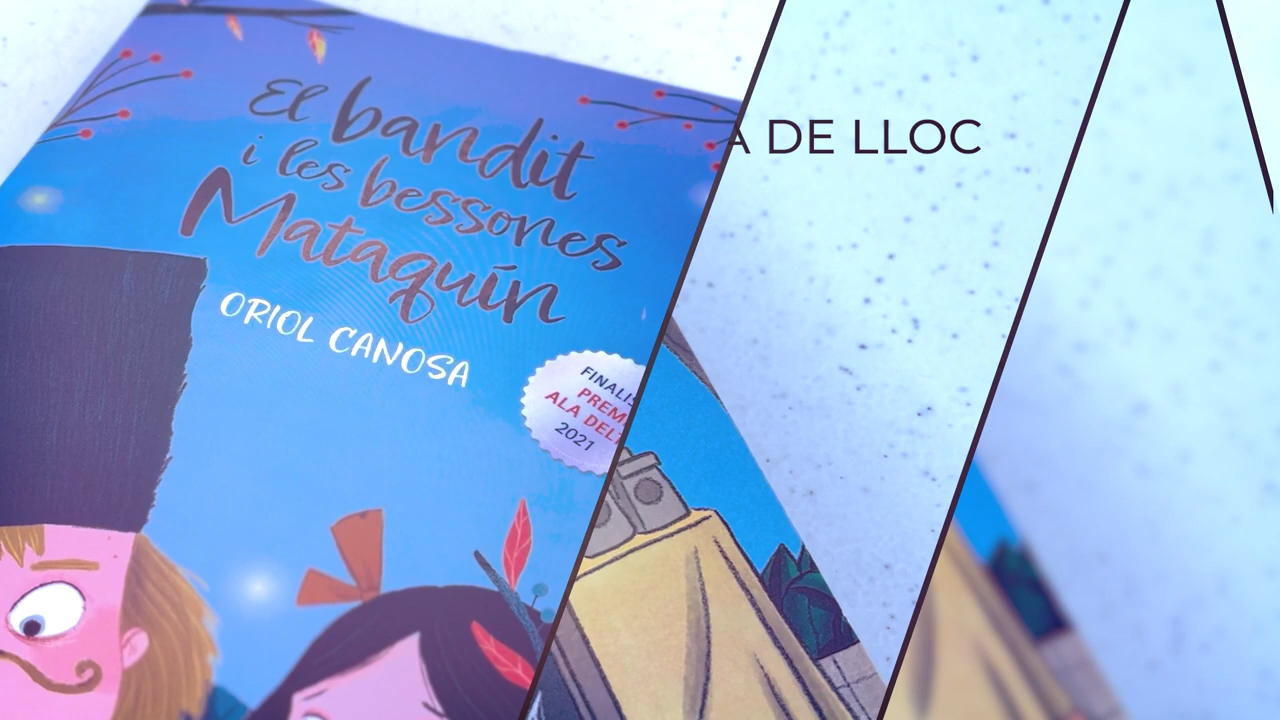 El bandit
i les bessones
Mataquín
ORIOL CANOSA
2021
DE LLOC